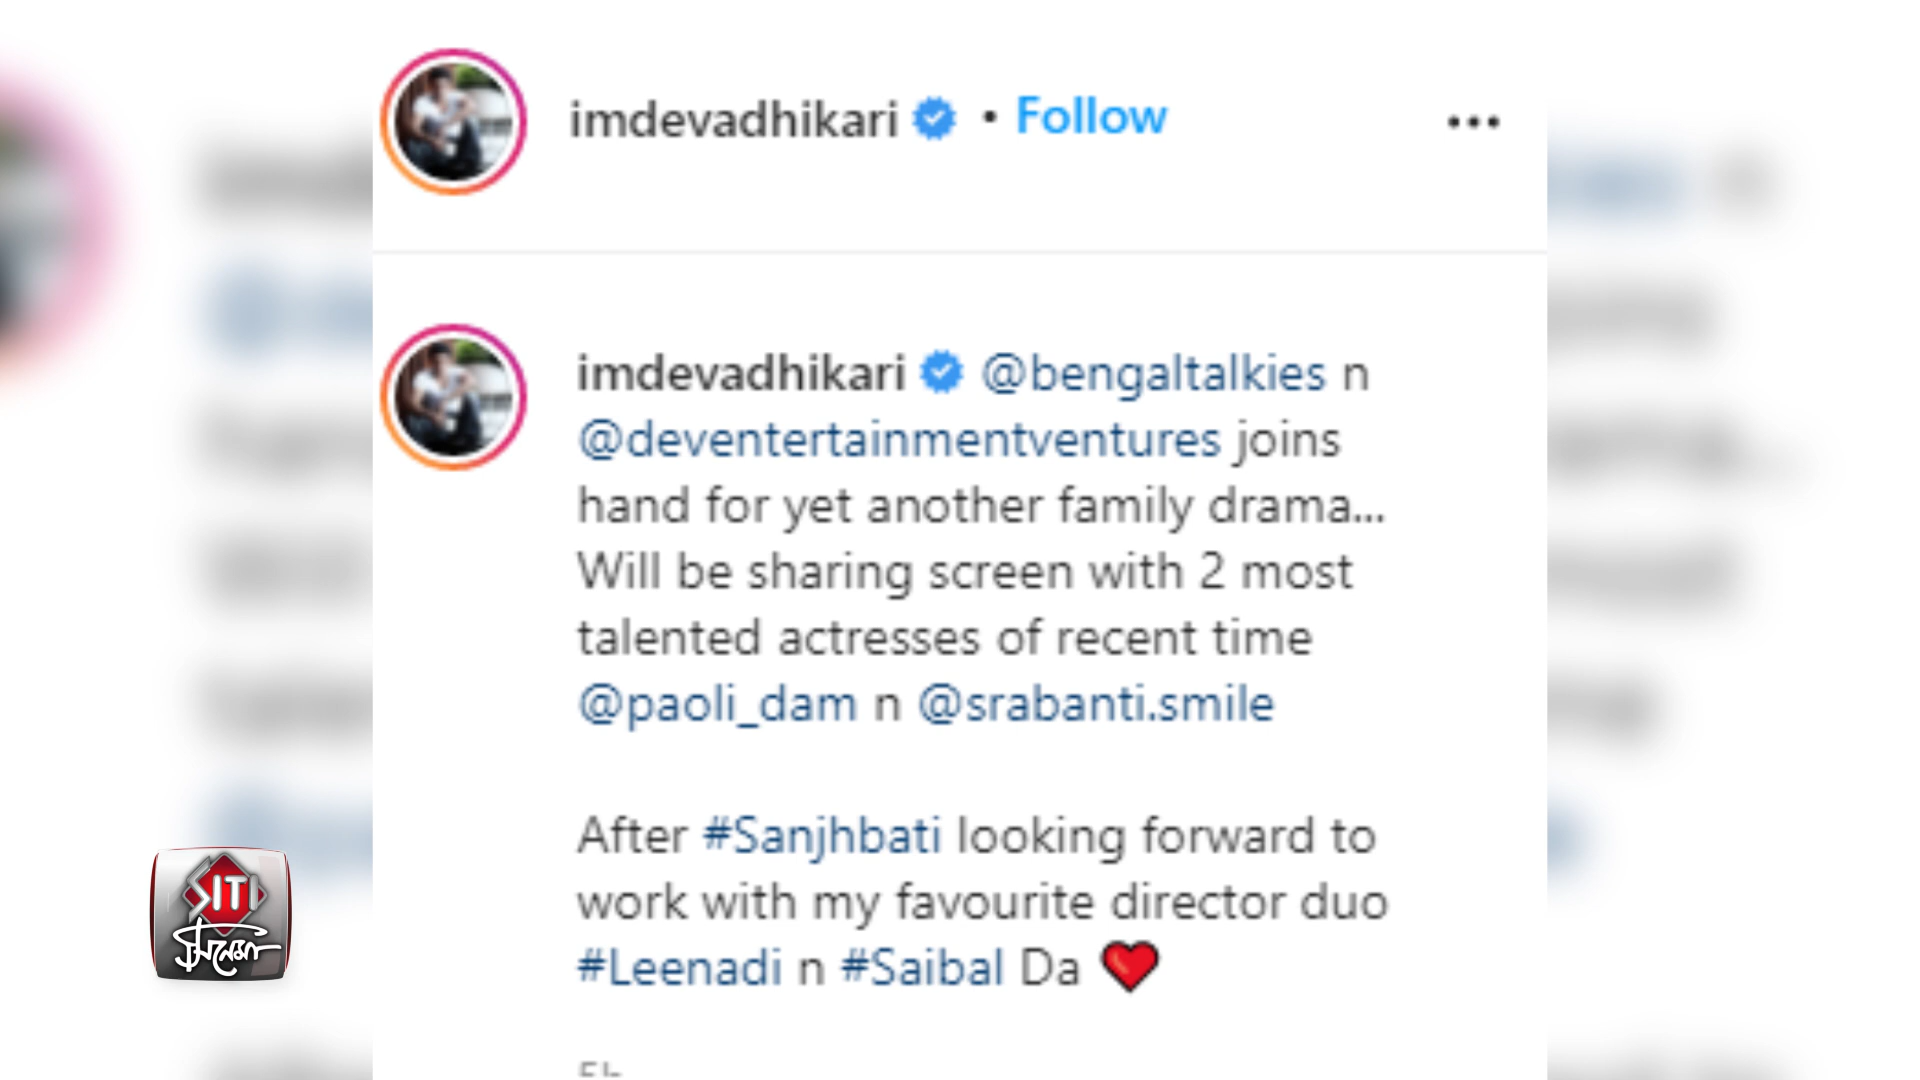 imdevadhikari • Follow
imdevadhikari @bengaltalkies n
@deventertainmentventures joins
hand for yet another family drama...
Will be sharing screen with 2 most
talented actresses of recent time
@paoli_dam n @srabanti.smile
After #Sanjhbati looking forward to
work with my favourite director duo
#Leenadi n #Saibal Da ❤️
SITI
সিনেমা